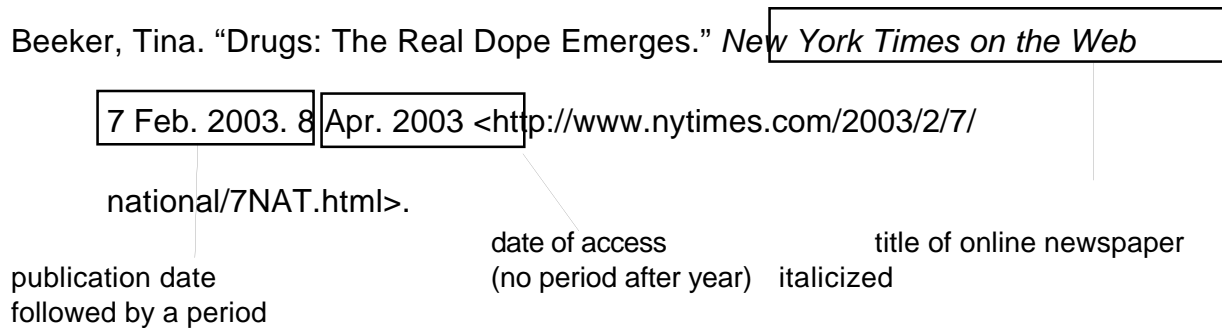 Beeker, Tina. “Drugs: The Real Dope Emerges.” New York Times on the Web
7 Feb. 2003. 8 Apr. 2003 <http://www.nytimes.com/2003/2/7/
national/7NAT.html>.
date of access title of online newspaper
publication date (no period after year) italicized
followed by a period